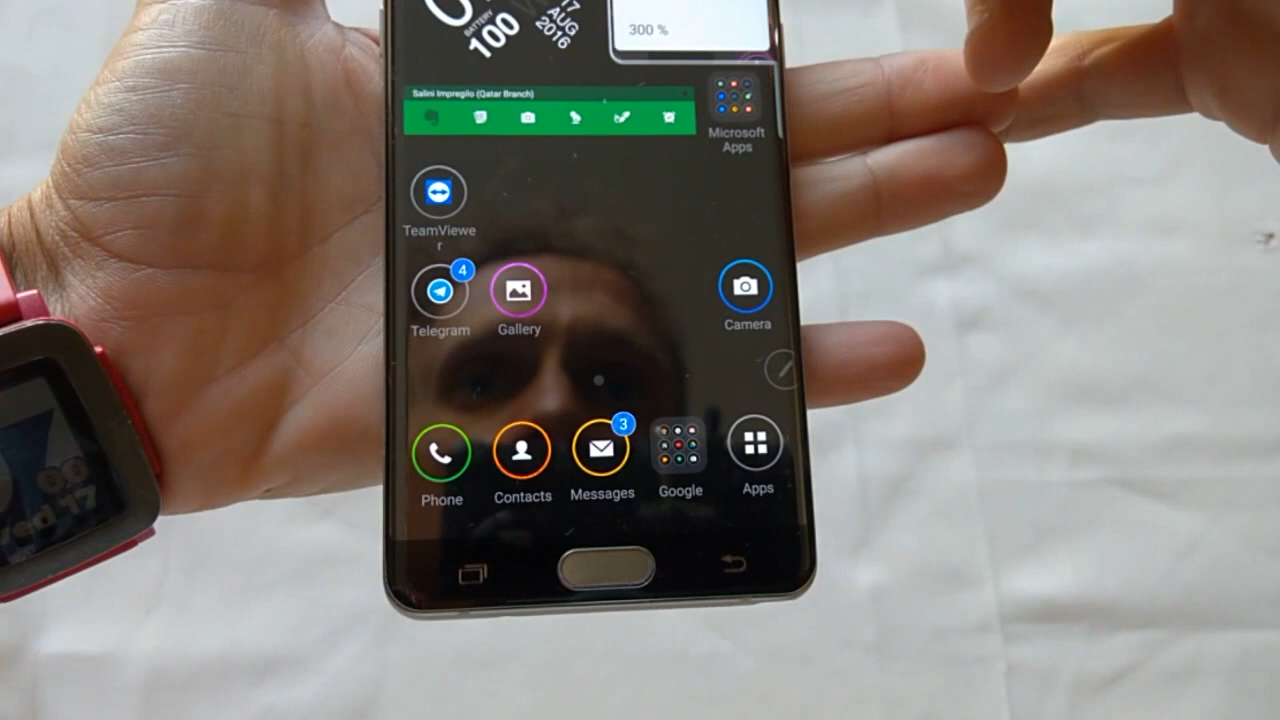 BATTERY
100
17
AUG
2016
300 %
Salini Impregilo (Qatar Branch)
Microsoft
Apps
TeamViewe
r
4
Telegram
Gallery
Camera
3
Phone
Contacts
Messages
Google
Apps
ed 17